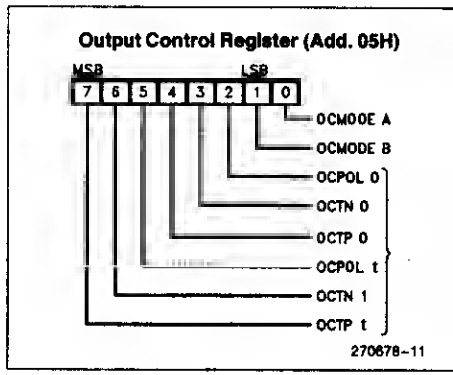 Output Control Register (Add. 05H)
MSB LSB
7 6 5 4 3 2 1 0
OCMODE A
OCMODE B
OCPOL 0
OCTN 0
OCTP 0
OCPOL t
OCTN 1
OCTP t
270678-11